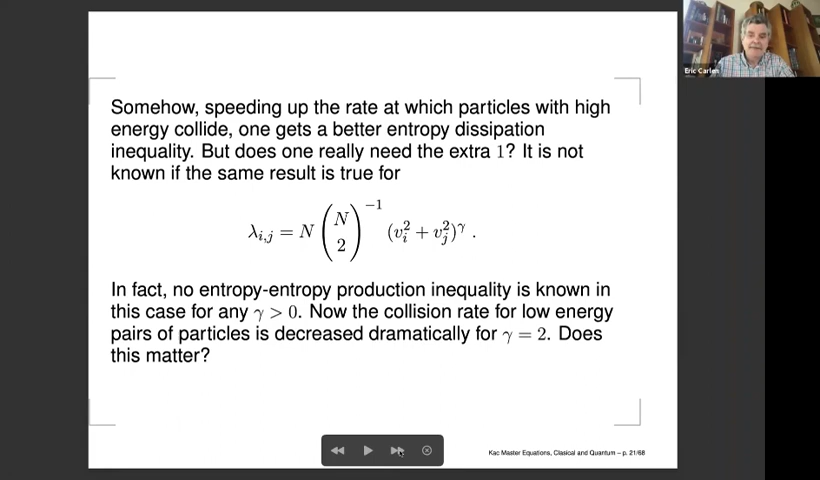 Eric Carlen
Somehow, speeding up the rate at which particles with high
energy collide, one gets a better entropy dissipation
inequality. But does one really need the extra 1? It is not
known if the same result is true for
λ_{i,j} = N \binom{N}{2}^{-1} (v_i^2 + v_j^2)^γ .
In fact, no entropy-entropy production inequality is known in
this case for any γ > 0. Now the collision rate for low energy
pairs of particles is decreased dramatically for γ = 2. Does
this matter?
Kac Master Equations, Clasical and Quantum – p. 21/68